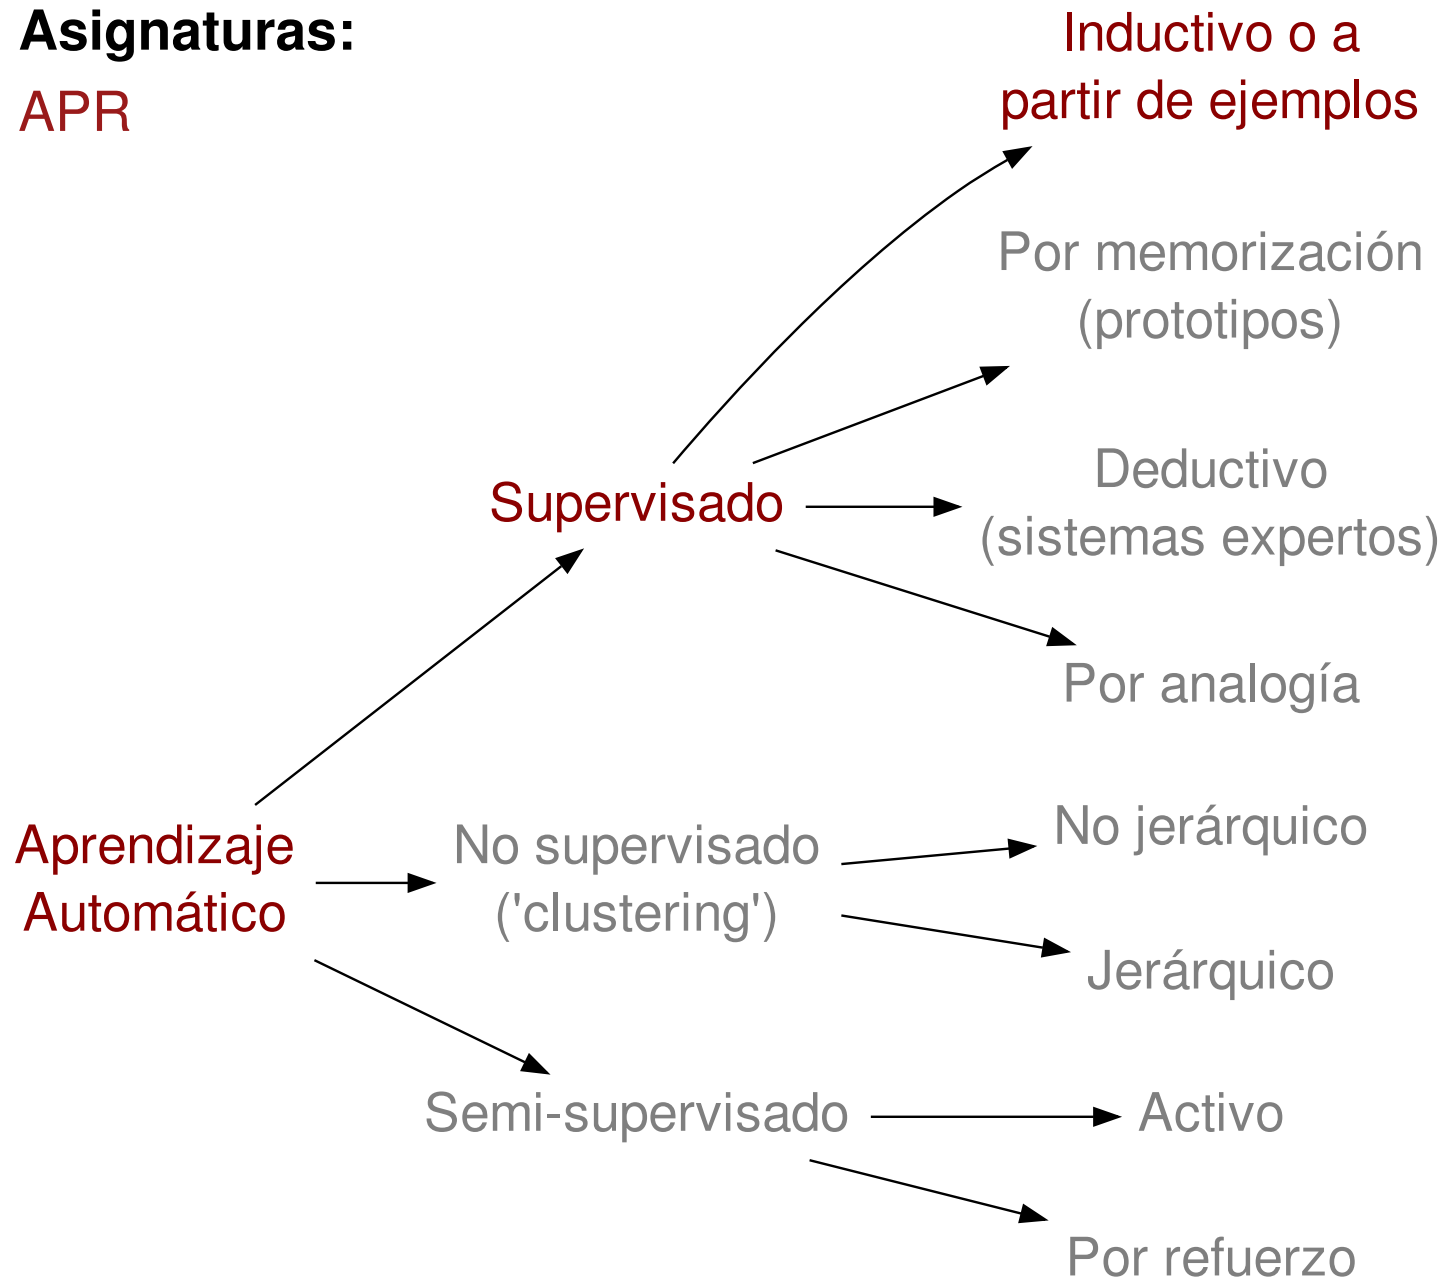 Asignaturas:
APR
Inductivo o a
partir de ejemplos
Por memorización
(prototipos)
Supervisado
Deductivo
(sistemas expertos)
Por analogía
Aprendizaje
Automático
No supervisado
('clustering')
No jerárquico
Jerárquico
Semi-supervisado
Activo
Por refuerzo